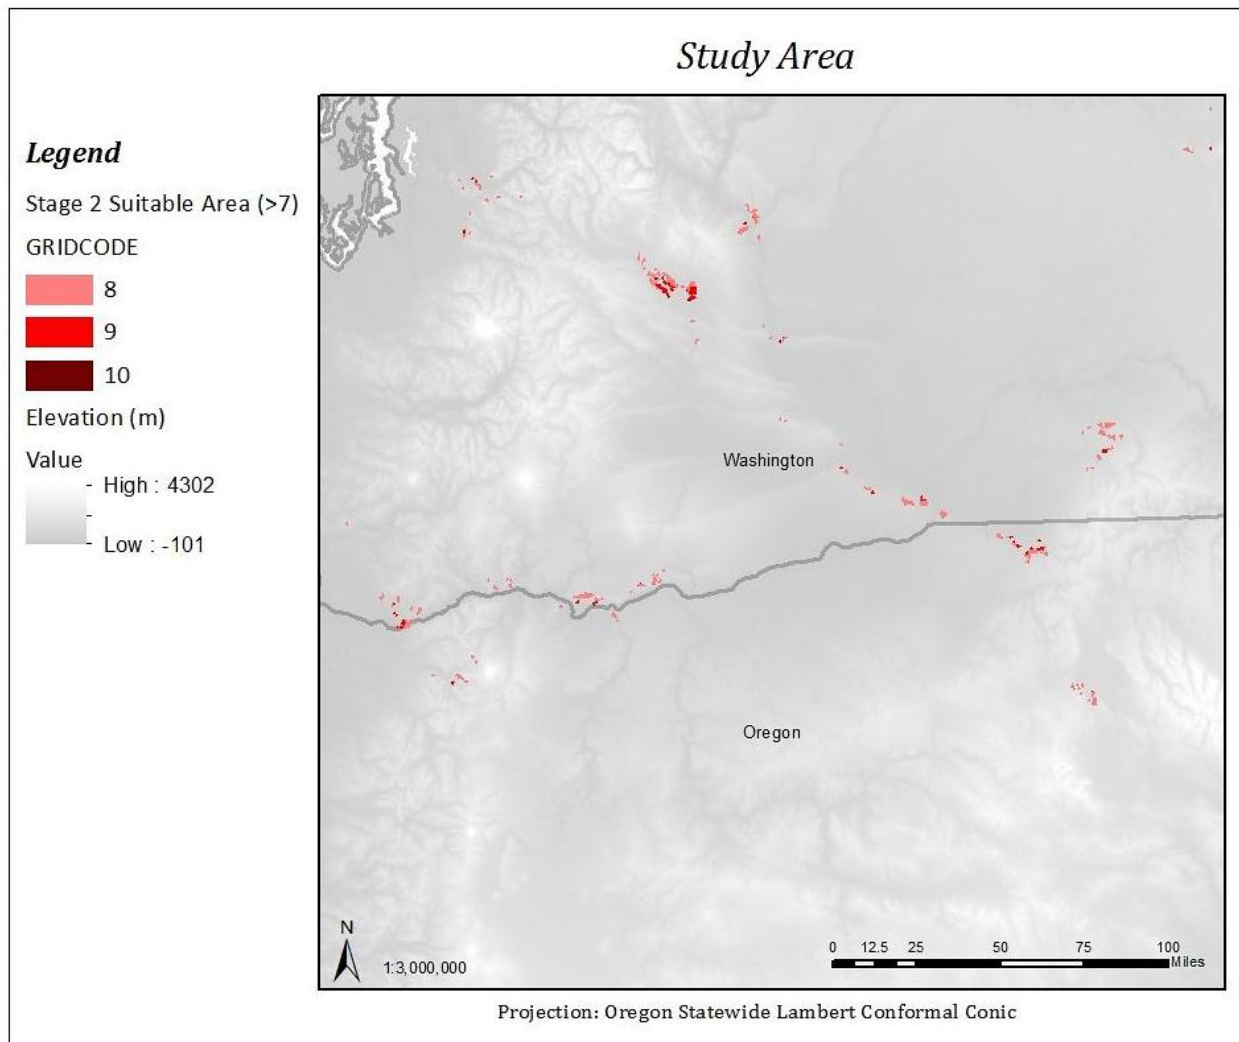 Study Area
Legend
Stage 2 Suitable Area (>7)
GRIDCODE
8
9
10
Elevation (m)
Value
High : 4302
Low : -101
Washington
Oregon
N
1:3,000,000
0 12.5 25 50 75 100
Miles
Projection: Oregon Statewide Lambert Conformal Conic